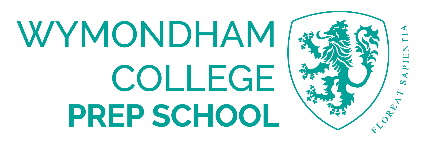 WYMONDHAM
COLLEGE
PREP SCHOOL
FLOREAT SAPIENTIA